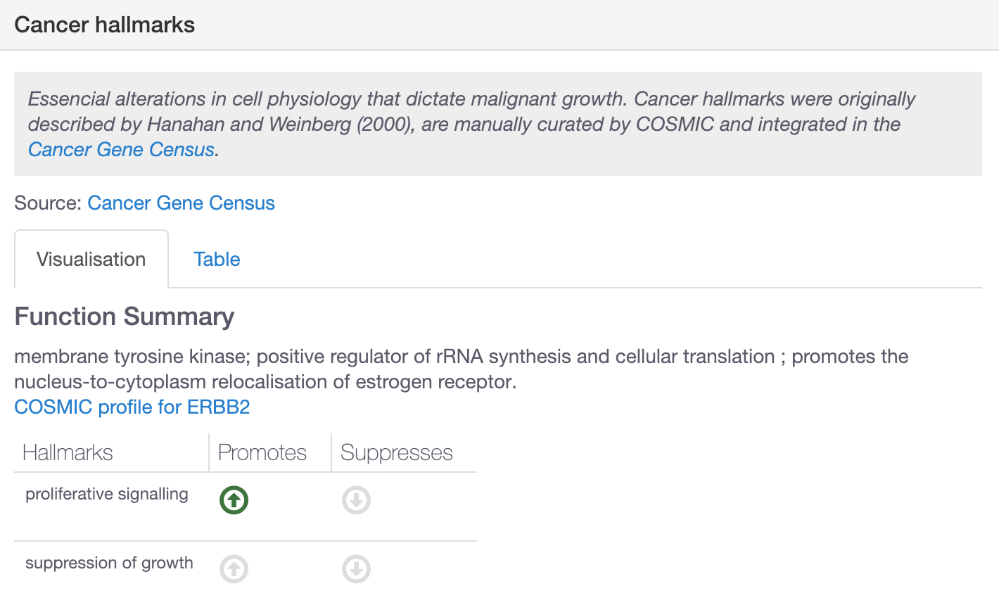 Cancer hallmarks
Essencial alterations in cell physiology that dictate malignant growth. Cancer hallmarks were originally
described by Hanahan and Weinberg (2000), are manually curated by COSMIC and integrated in the
Cancer Gene Census.
Source: Cancer Gene Census
Visualisation Table
Function Summary
membrane tyrosine kinase; positive regulator of rRNA synthesis and cellular translation ; promotes the
nucleus-to-cytoplasm relocalisation of estrogen receptor.
COSMIC profile for ERBB2
Hallmarks Promotes Suppresses
proliferative signalling
suppression of growth